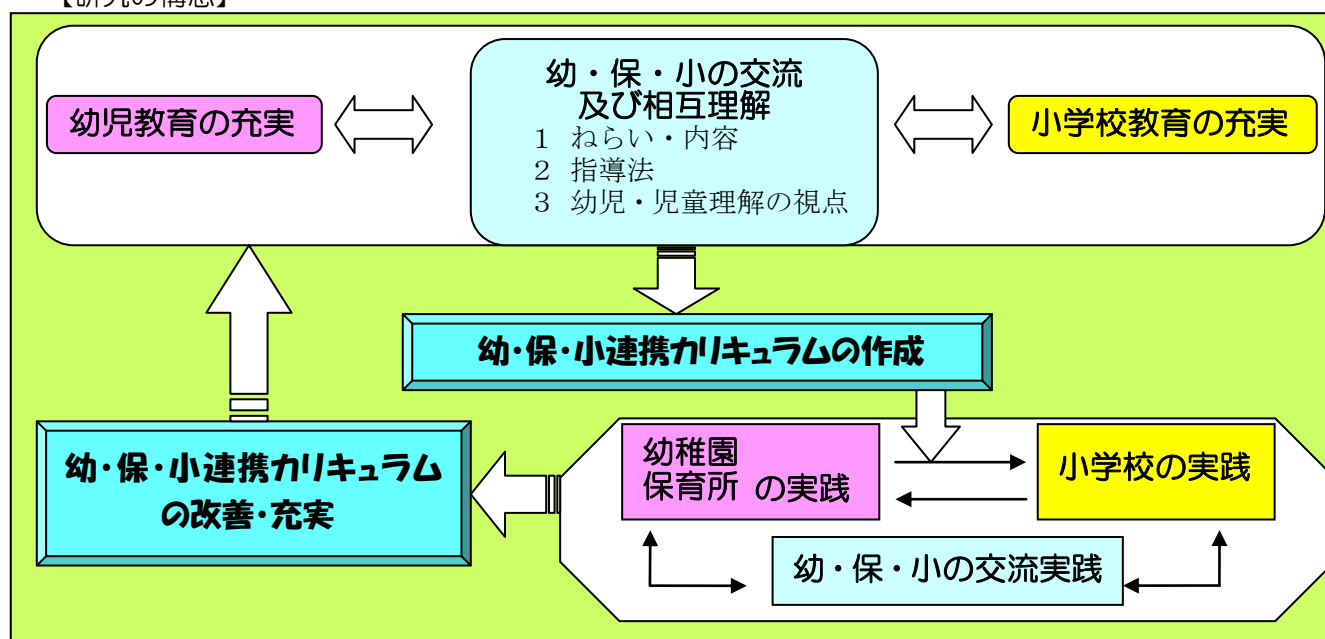 【研究の構想】
幼・保・小の交流
及び相互理解
1 ねらい・内容
2 指導法
3 幼児・児童理解の視点
幼児教育の充実
小学校教育の充実
幼・保・小連携カリキュラムの作成
幼・保・小連携カリキュラム
の改善・充実
幼稚園
保育所 の実践
小学校の実践
幼・保・小の交流実践